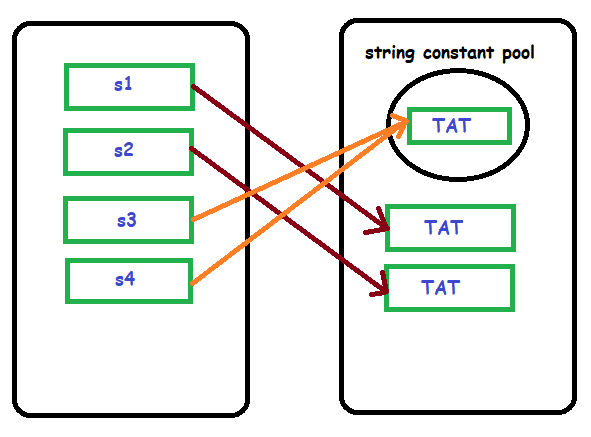 s1
s2
s3
s4
string constant pool
TAT
TAT
TAT